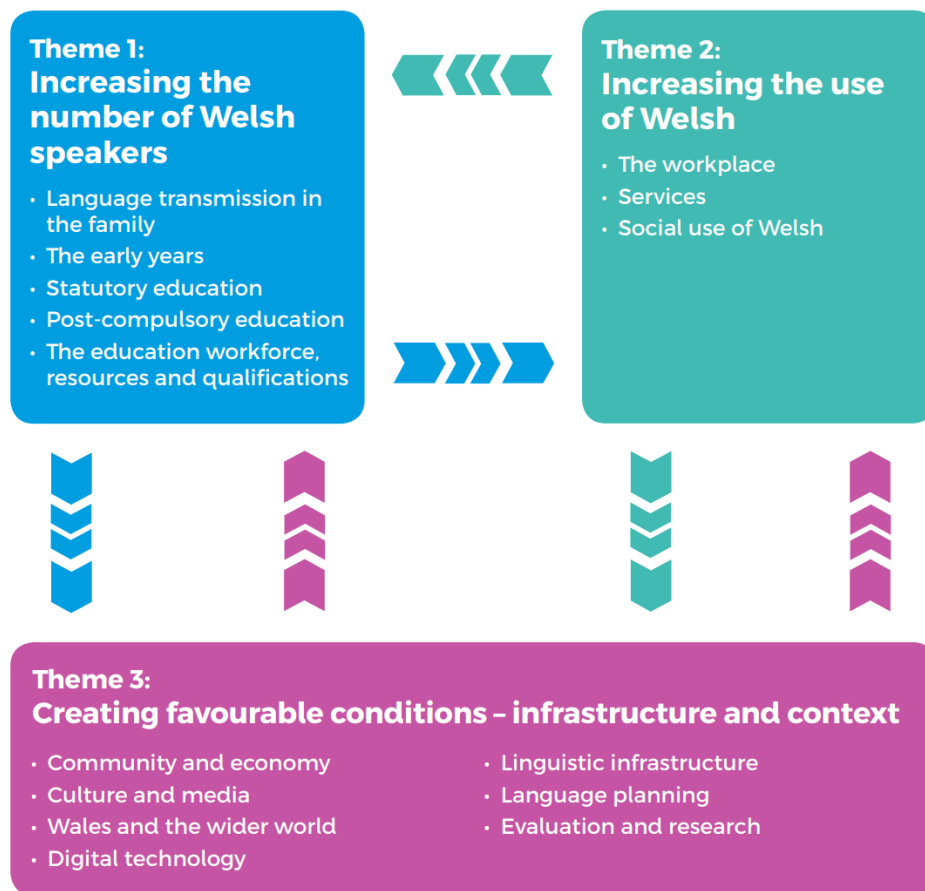 Theme 1:
Increasing the
number of Welsh
speakers
• Language transmission in
the family
• The early years
• Statutory education
• Post-compulsory education
• The education workforce,
resources and qualifications
Theme 2:
Increasing the use
of Welsh
• The workplace
• Services
• Social use of Welsh
Theme 3:
Creating favourable conditions – infrastructure and context
• Community and economy
• Culture and media
• Wales and the wider world
• Digital technology
• Linguistic infrastructure
• Language planning
• Evaluation and research